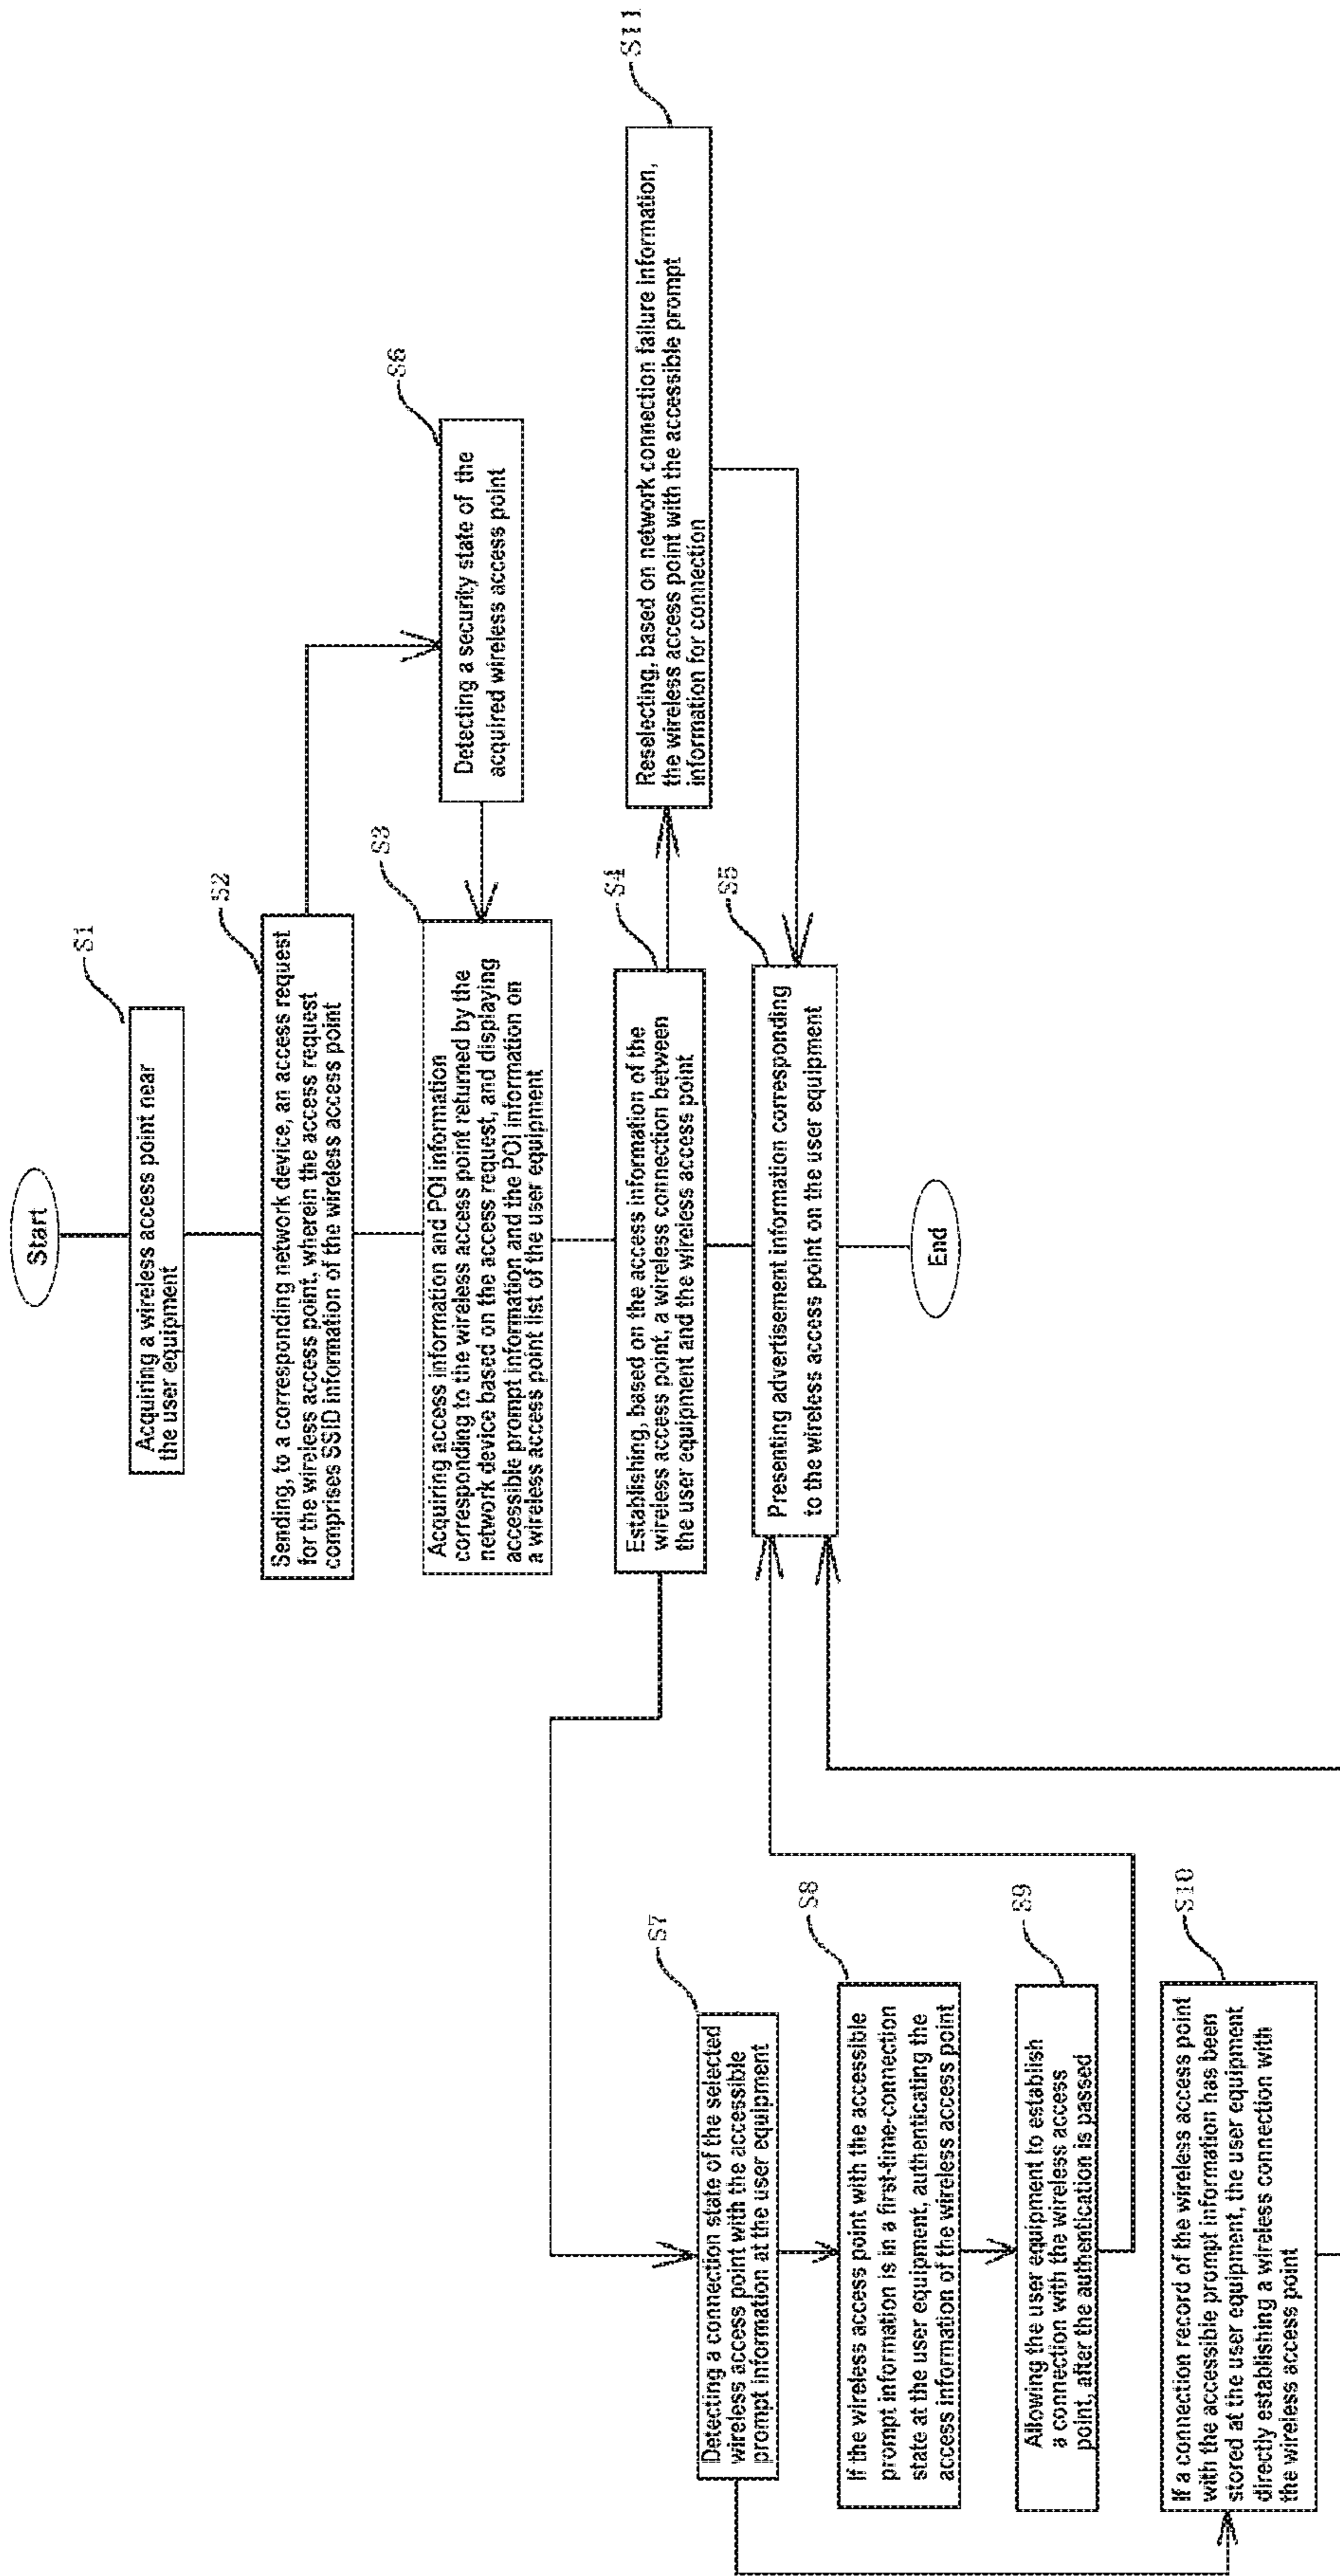 Start
S1
Acquiring a wireless access point near
the user equipment
S2
Sending, to a corresponding network device, an access request
for the wireless access point, wherein the access request
comprises SSID information of the wireless access point
S6
Detecting a security state of the
acquired wireless access point
S3
Acquiring access information and POI information
corresponding to the wireless access point returned by the
network device based on the access request, and displaying
accessible prompt information and the POI information on
a wireless access point list of the user equipment
S4
Establishing, based on the access information of the
wireless access point, a wireless connection between
the user equipment and the wireless access point
S11
Reselecting, based on network connection failure information,
the wireless access point with the accessible prompt
information for connection
S5
Presenting advertisement information corresponding
to the wireless access point on the user equipment
End
S7
Detecting a connection state of the selected
wireless access point with the accessible
prompt information at the user equipment
S8
If the wireless access point with the accessible
prompt information is in a first-time-connection
state at the user equipment, authenticating the
access information of the wireless access point
S9
Allowing the user equipment to establish
a connection with the wireless access
point, after the authentication is passed
S10
If a connection record of the wireless access point
with the accessible prompt information has been
stored at the user equipment, the user equipment
directly establishing a wireless connection with
the wireless access point